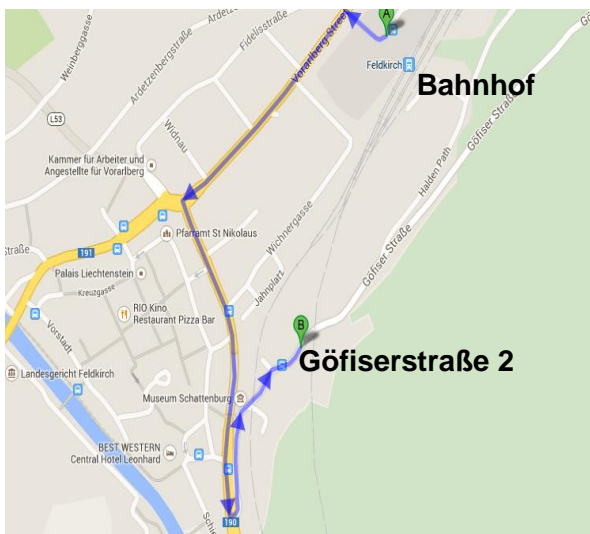 A
Weinberggasse
Ardetzenbergstraße
Fidelisstraße
Vorarlberg Street
Feldkirch
Bahnhof
Göfiser Straße
L53
Widnau
Halden Path
Kammer für Arbeiter und
Angestellte für Vorarlberg
Wichnergasse
Göfiser Straße
Pfarramt St Nikolaus
Straße
191
Palais Liechtenstein
Jahnplatz
Kreuzgasse
RIO Kino
Restaurant Pizza Bar
B
Vorstadt
Göfiserstraße 2
Landesgericht Feldkirch
Museum Schattenburg
BEST WESTERN
Central Hotel Leonhard
190